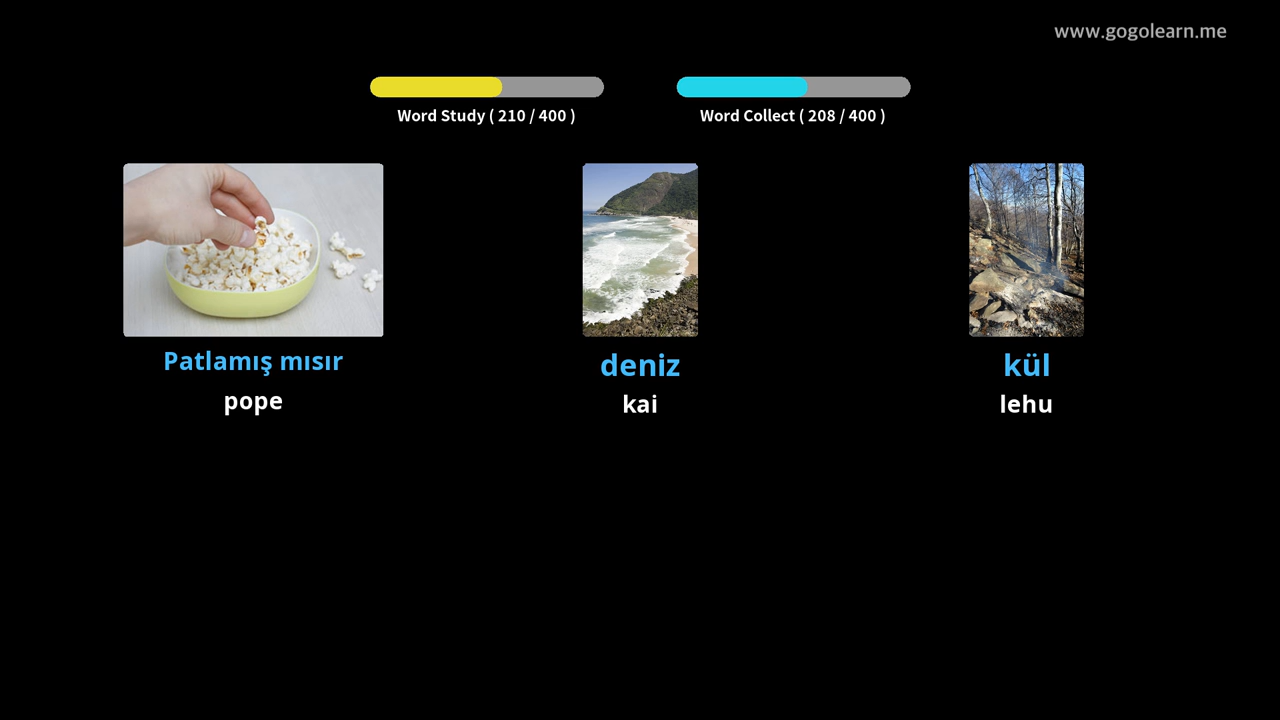 www.gogolearn.me
Word Study ( 210 / 400 )
Word Collect ( 208 / 400 )
Patlamış mısır
pope
deniz
kai
kül
lehu